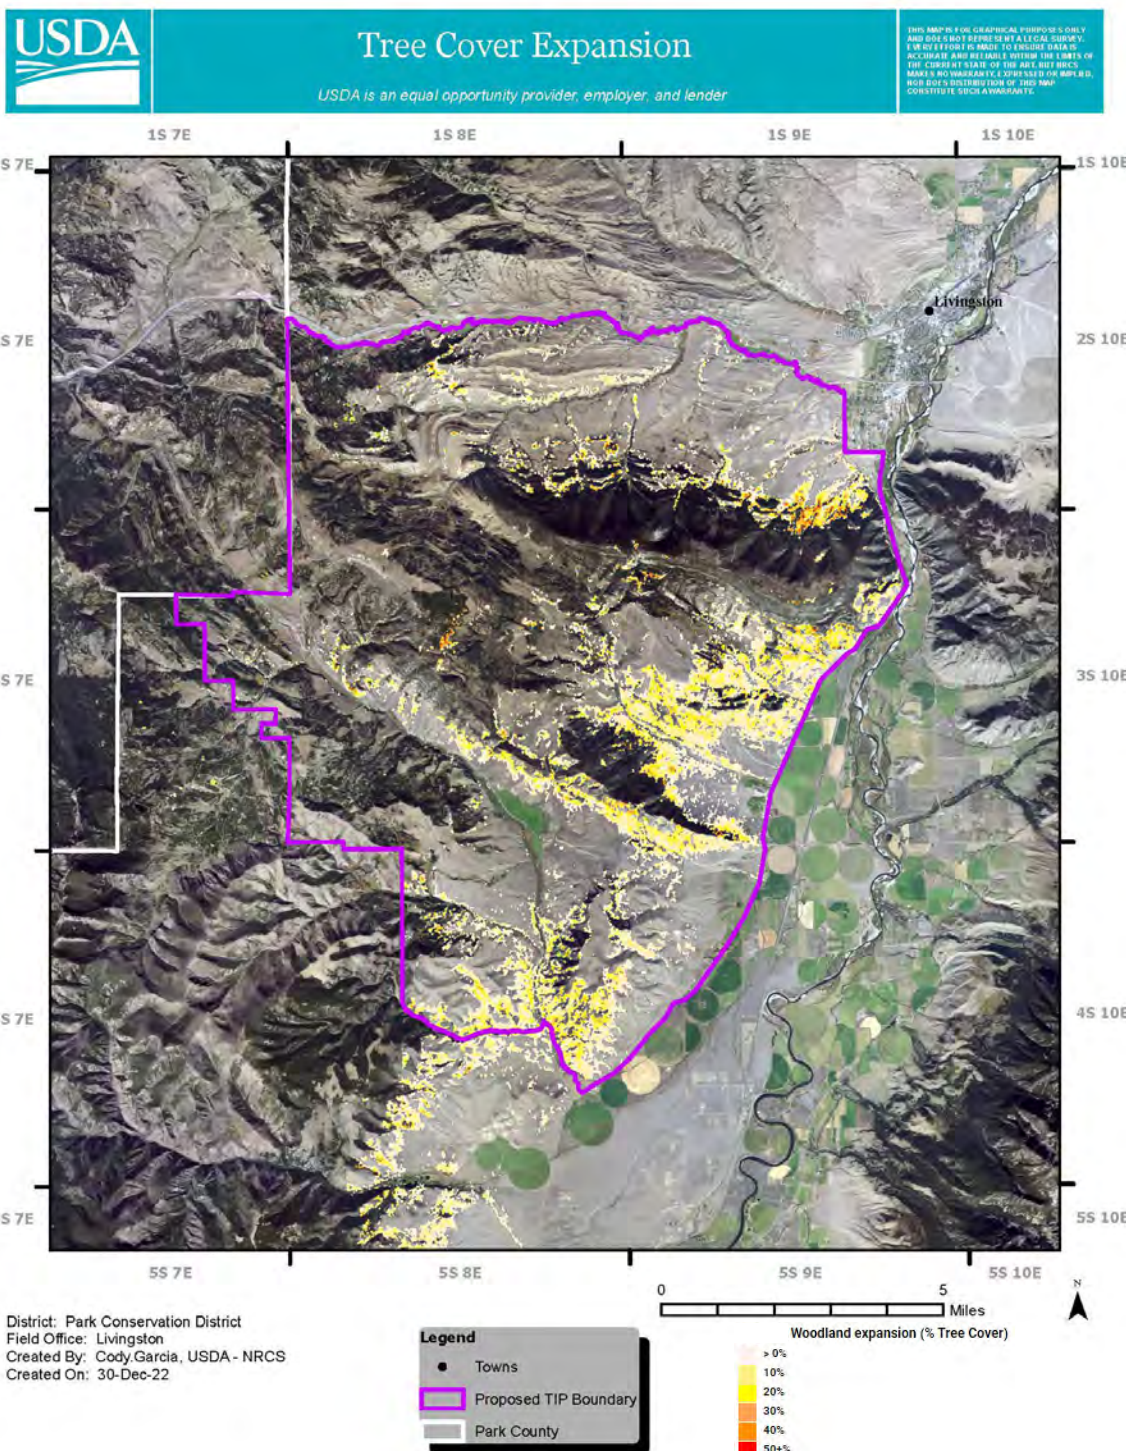 USDA
Tree Cover Expansion
USDA is an equal opportunity provider, employer, and lender
THIS MAP IS FOR GRAPHICAL PURPOSES ONLY
AND DOES NOT REPRESENT A LEGAL SURVEY.
EVERY EFFORT IS MADE TO ENSURE DATA IS
ACCURATE AND RELIABLE WITHIN THE LIMITS OF
THE CURRENT STATE OF THE ART, BUT NRCS
MAKES NO WARRANTY, EXPRESSED OR IMPLIED,
NOR DOES DISTRIBUTION OF THIS MAP
CONSTITUTE SUCH A WARRANTY.
1S 7E 1S 8E 1S 9E 1S 10E
S 7E 1S 10E
Livingston
S 7E 2S 10E
S 7E 3S 10E
S 7E 4S 10E
S 7E 5S 10E
5S 7E 5S 8E 5S 9E 5S 10E
0 5
Miles
N
District: Park Conservation District
Field Office: Livingston
Created By: Cody.Garcia, USDA - NRCS
Created On: 30-Dec-22
Legend
Towns
Proposed TIP Boundary
Park County
Woodland expansion (% Tree Cover)
> 0%
10%
20%
30%
40%
50+%